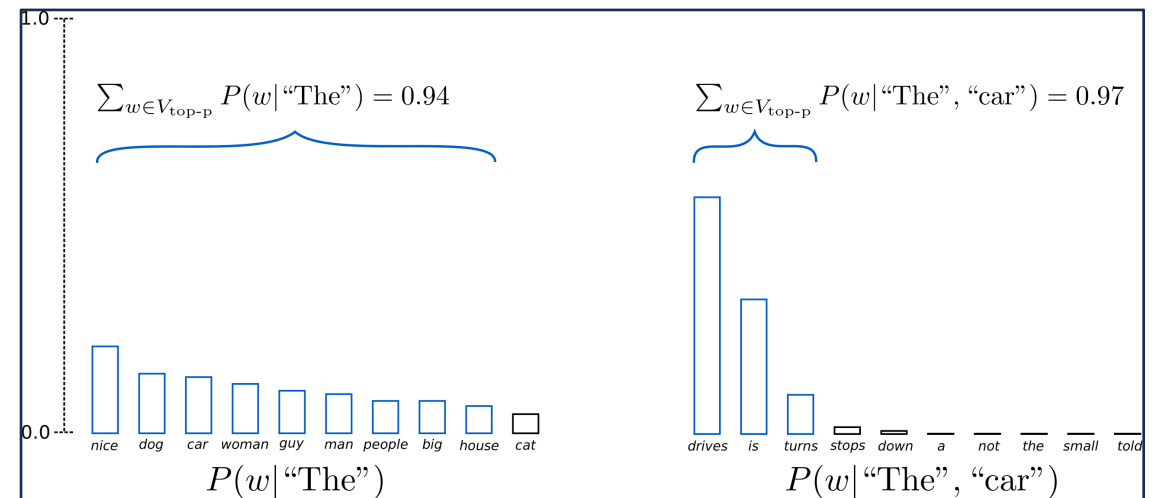 1.0
∑w∈Vtop-p P(w|“The”) = 0.94
∑w∈Vtop-p P(w|“The”, “car”) = 0.97
0.0
nice dog car woman guy man people big house cat
drives is turns stops down a not the small told
P(w|“The”)
P(w|“The”, “car”)